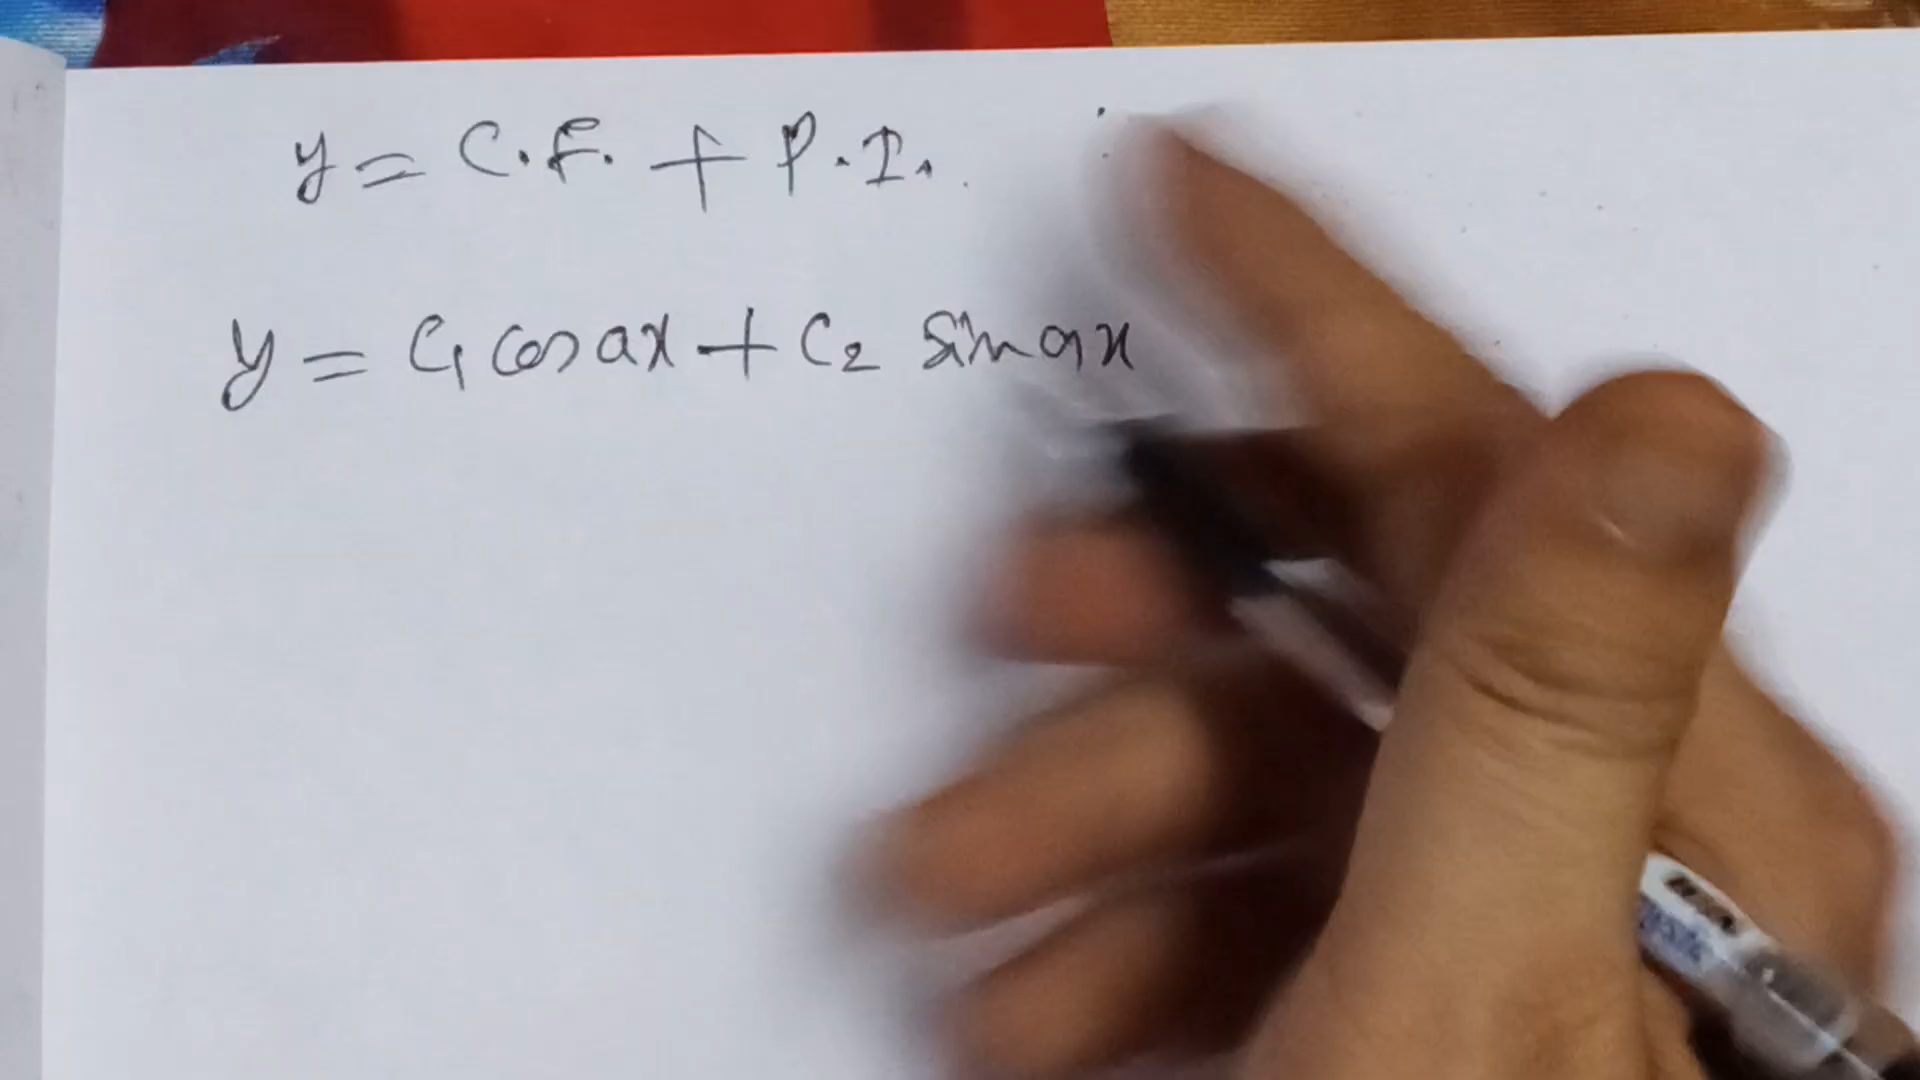 y = C.F. + P.I.
y = C1 cos ax + C2 sin ax